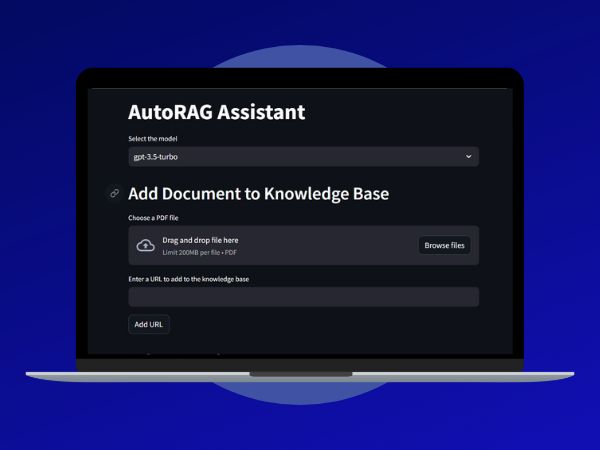 AutoRAG Assistant
Select the model
gpt-3.5-turbo
Add Document to Knowledge Base
Choose a PDF file
Drag and drop file here
Limit 200MB per file • PDF
Browse files
Enter a URL to add to the knowledge base
Add URL